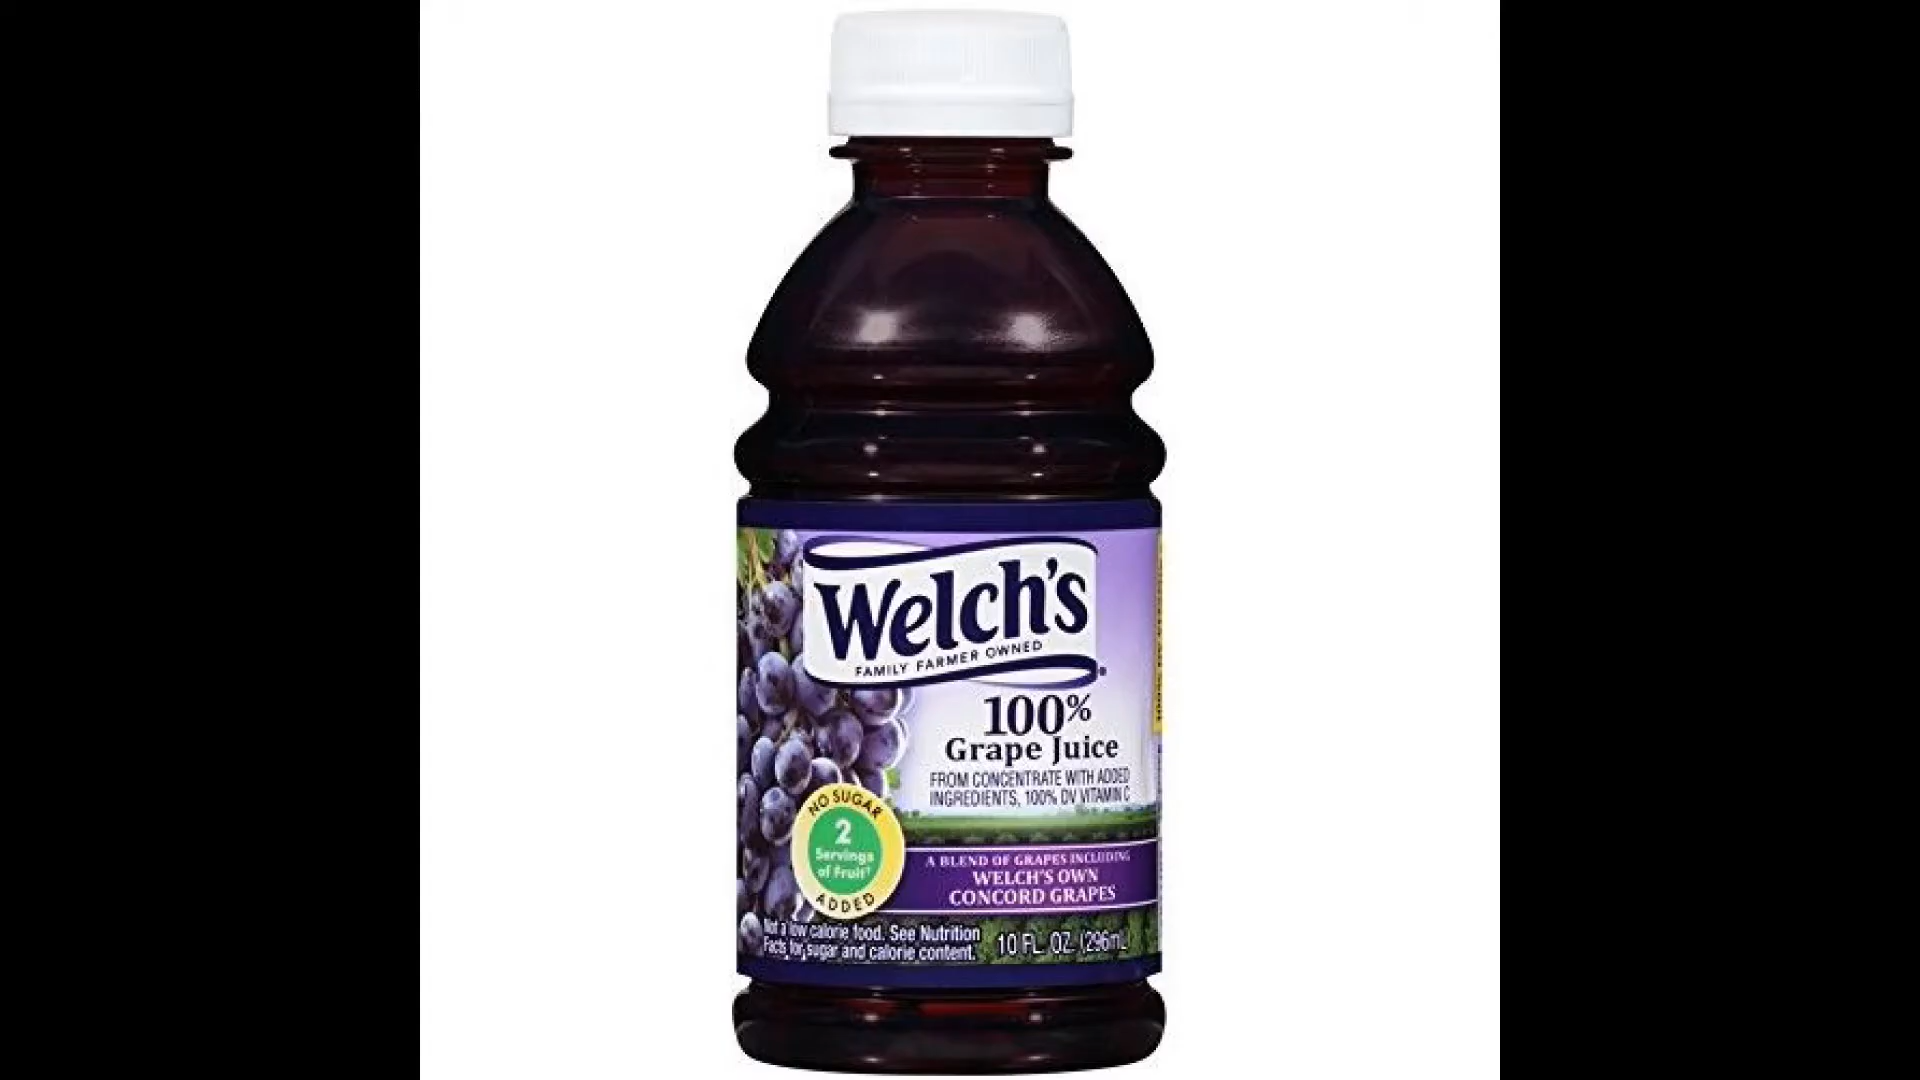 Welch's
FAMILY FARMER OWNED
100%
Grape Juice
FROM CONCENTRATE WITH ADDED
INGREDIENTS, 100% DV VITAMIN C
NO SUGAR
2
Servings
of Fruit†
ADDED
A BLEND OF GRAPES INCLUDING
WELCH'S OWN
CONCORD GRAPES
Not a low calorie food. See Nutrition
Facts for sugar and calorie content.
10 FL. OZ. (296mL)